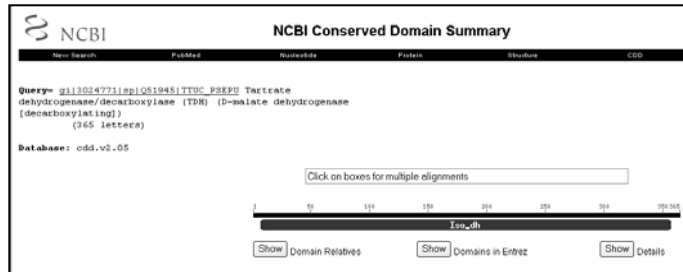 NCBI
NCBI Conserved Domain Summary
New Search PubMed Nucleotide Protein Structure CDD
Query= gi|3024771|sp|Q51945|TTUC_PSEPU Tartrate
dehydrogenase/decarboxylase (TDH) (D-malate dehydrogenase
[decarboxylating])
(365 letters)
Database: cdd.v2.05
Click on boxes for multiple alignments
1 50 100 150 200 250 300 350 365
Iso_dh
Show Domain Relatives Show Domains in Entrez Show Details